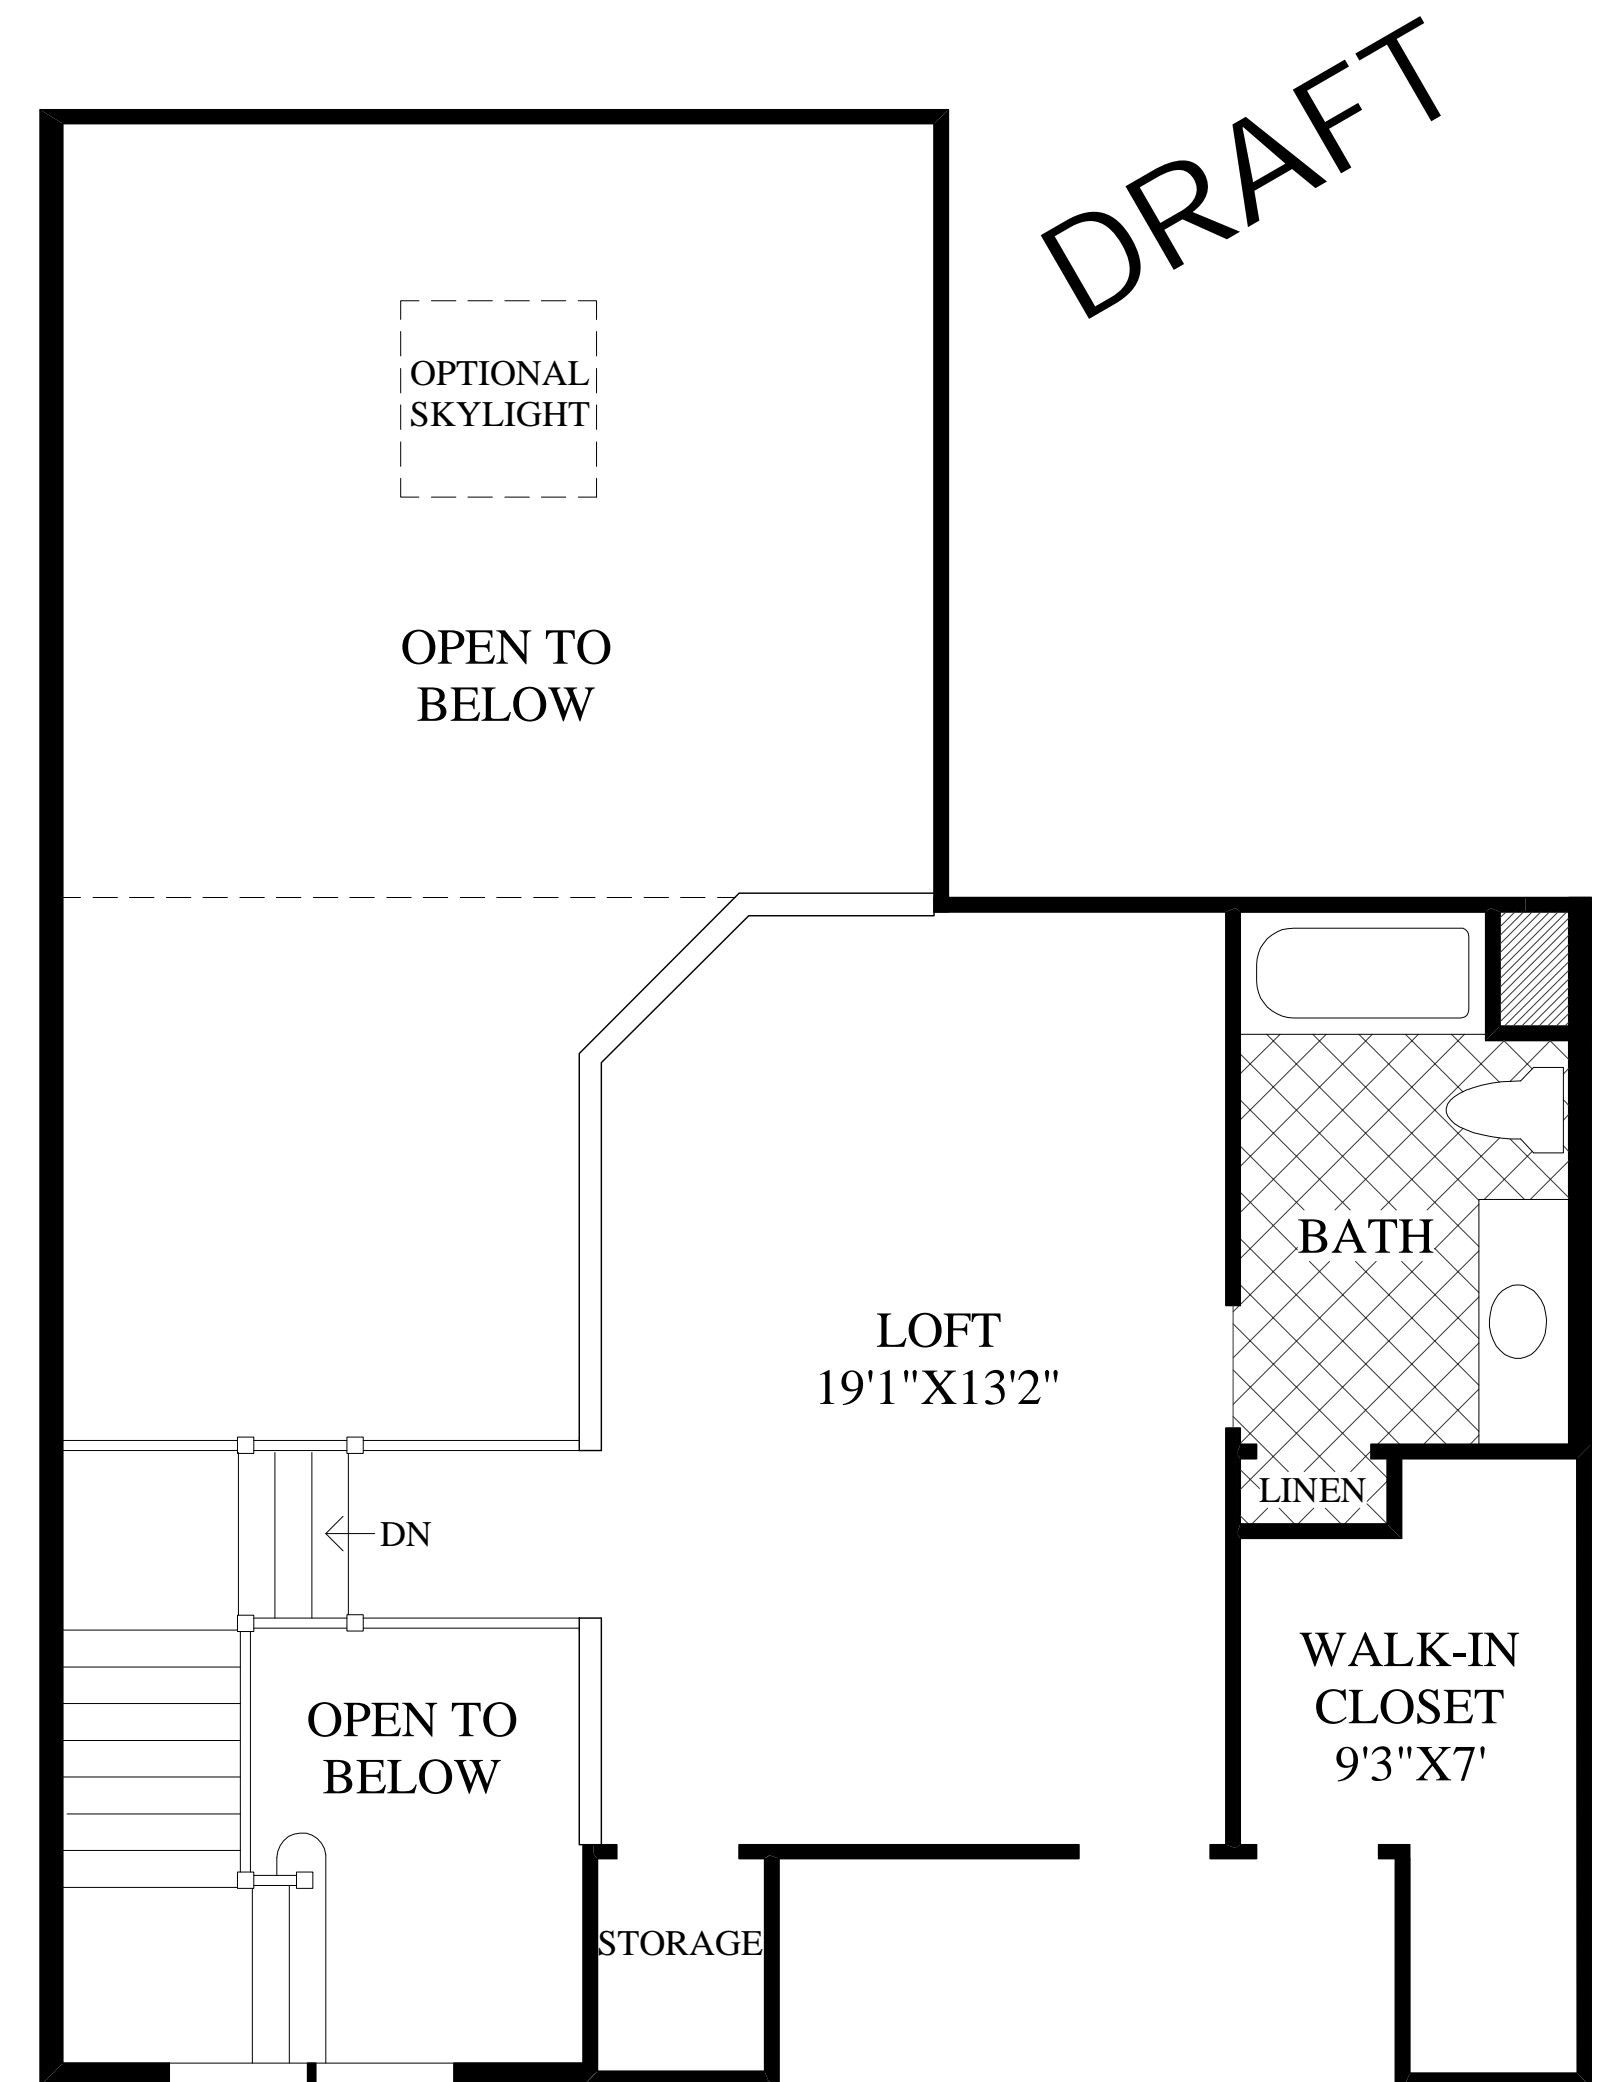 DRAFT
OPTIONAL
SKYLIGHT
OPEN TO
BELOW
BATH
LOFT
19'1"X13'2"
LINEN
DN
WALK-IN
CLOSET
9'3"X7'
OPEN TO
BELOW
STORAGE